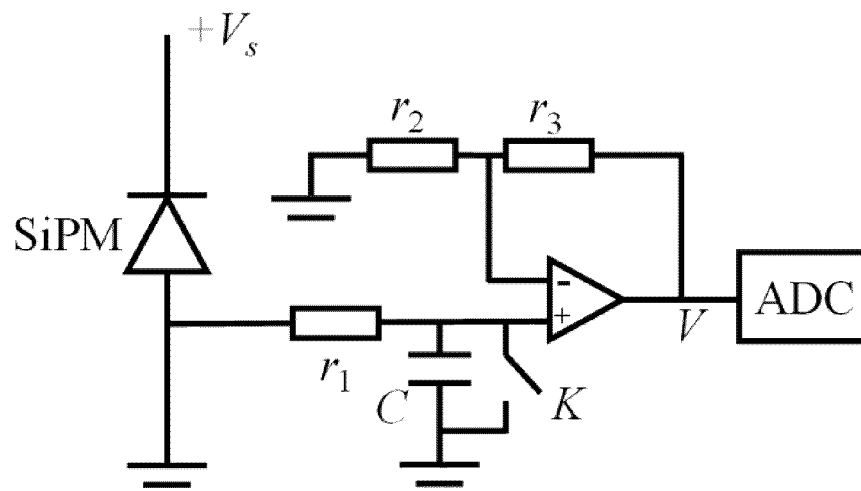 +Vₛ
r₂
r₃
SiPM
-
+
ADC
V
r₁
C
K